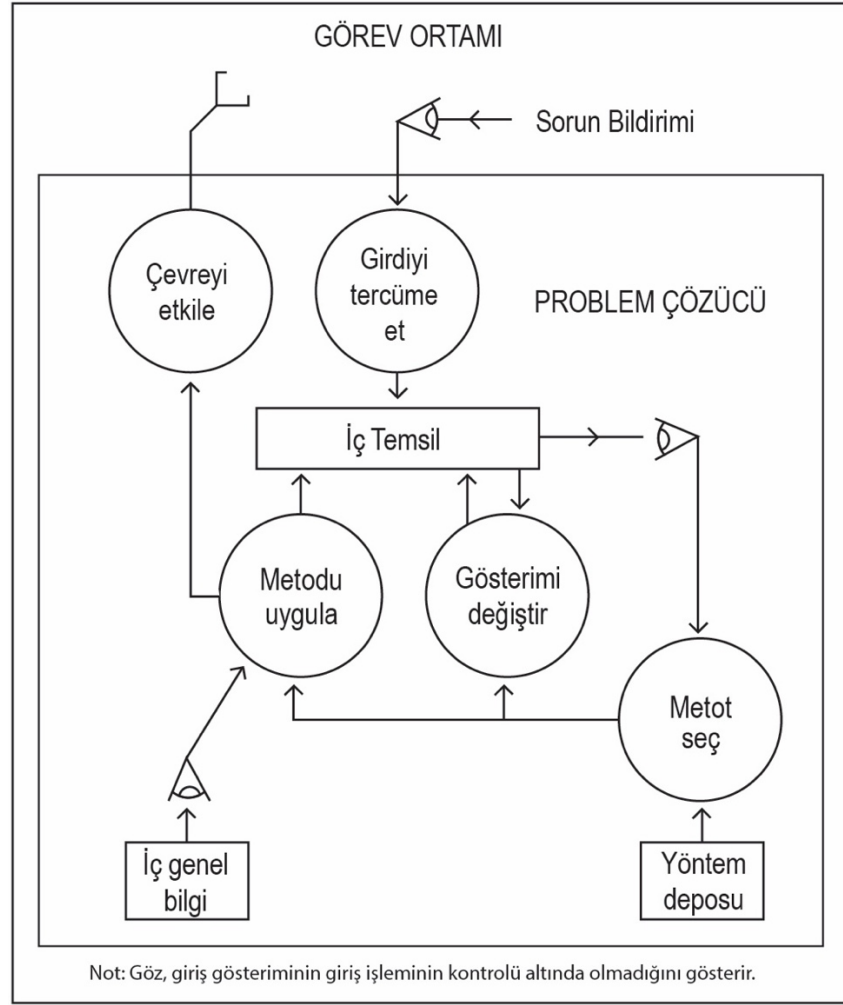 GÖREV ORTAMI
Sorun Bildirimi
Çevreyi
etkile
Girdiyi
tercüme
et
PROBLEM ÇÖZÜCÜ
İç Temsil
Metodu
uygula
Gösterimi
değiştir
Metot
seç
İç genel
bilgi
Yöntem
deposu
Not: Göz, giriş gösteriminin giriş işleminin kontrolü altında olmadığını gösterir.